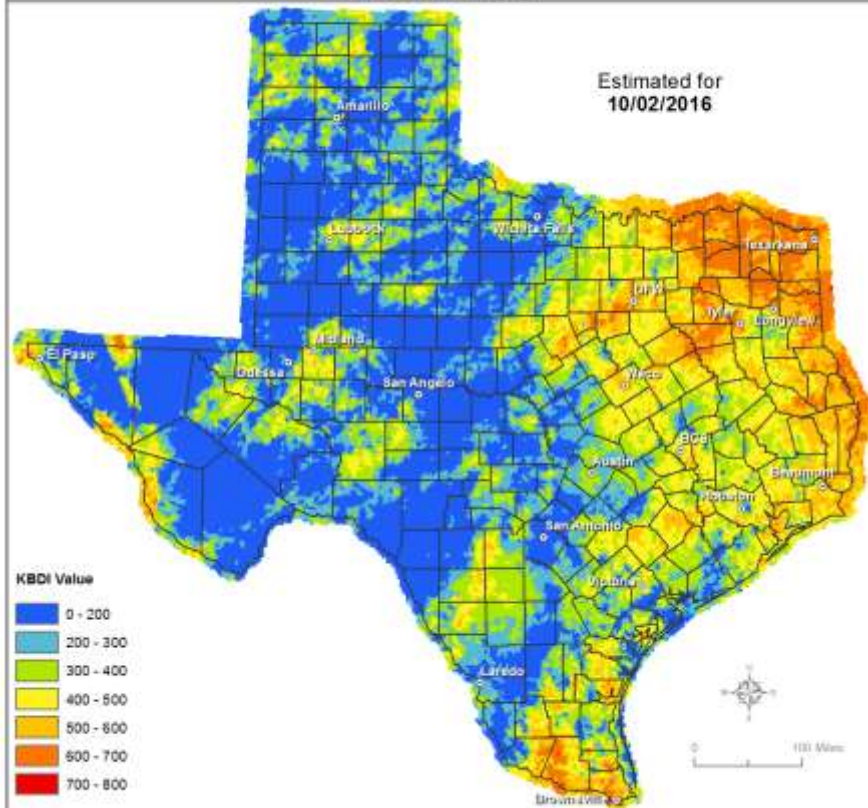 Estimated for
10/02/2016
Amarillo
Lubbock
Wichita Falls
Texarkana
DFW
Tyler
Longview
Midland
El Paso
Odessa
San Angelo
Waco
BCS
Austin
Beaumont
Houston
San Antonio
Victoria
KBDI Value
0 - 200
200 - 300
300 - 400
400 - 500
500 - 600
600 - 700
700 - 800
Laredo
0 100 Miles
Brownsville